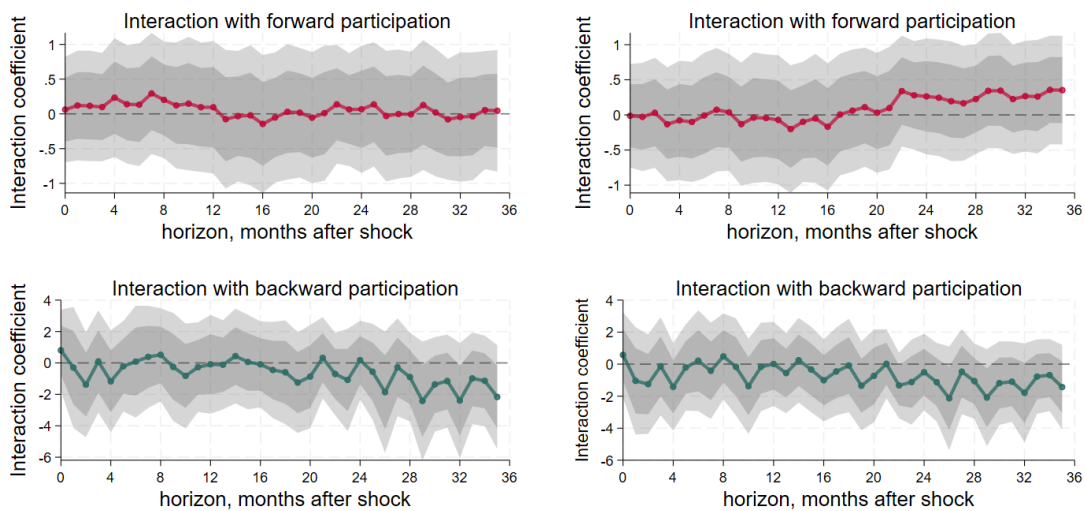 Interaction with forward participation
Interaction coefficient
1
.5
0
-.5
-1
0 4 8 12 16 20 24 28 32 36
horizon, months after shock
Interaction with forward participation
Interaction coefficient
1
.5
0
-.5
-1
0 4 8 12 16 20 24 28 32 36
horizon, months after shock
Interaction with backward participation
Interaction coefficient
4
2
0
-2
-4
-6
0 4 8 12 16 20 24 28 32 36
horizon, months after shock
Interaction with backward participation
Interaction coefficient
4
2
0
-2
-4
-6
0 4 8 12 16 20 24 28 32 36
horizon, months after shock